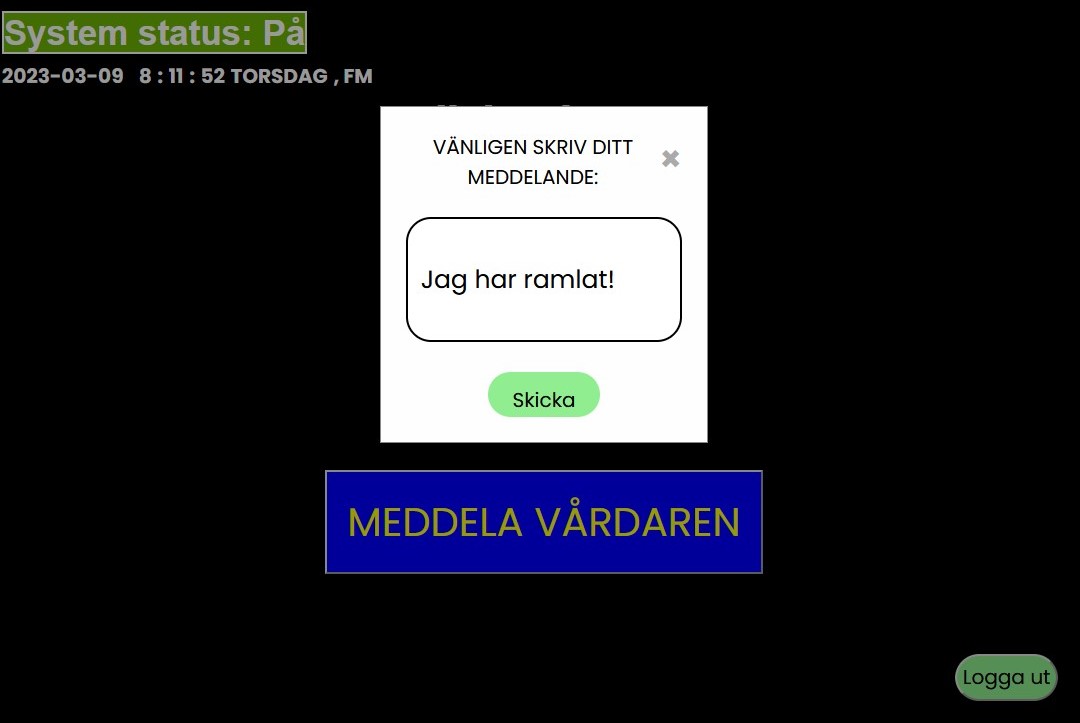 System status: På
2023-03-09 8 : 11 : 52 TORSDAG , FM
VÄNLIGEN SKRIV DITT
MEDDELANDE:
✖
Jag har ramlat!
Skicka
MEDDELA VÅRDAREN
Logga ut